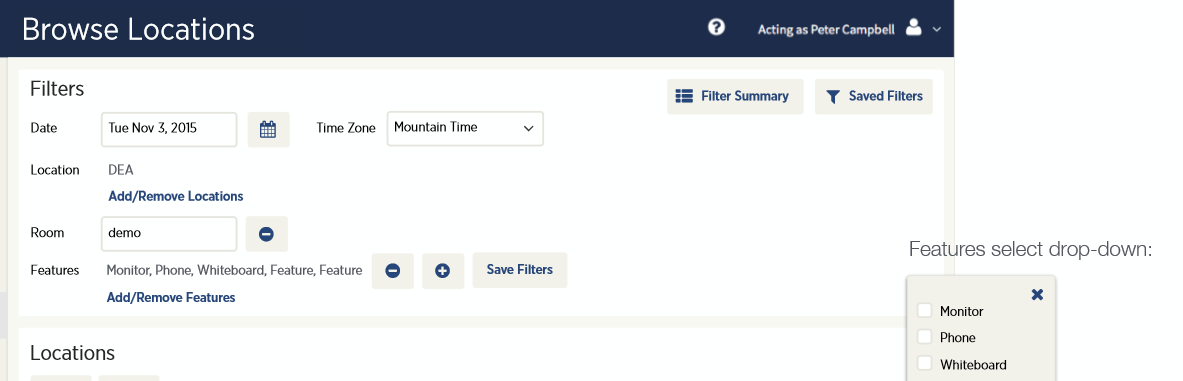 Browse Locations
Acting as Peter Campbell
Filters
Filter Summary
Saved Filters
Date
Tue Nov 3, 2015
Time Zone
Mountain Time
Location
DEA
Add/Remove Locations
Room
demo
Features
Monitor, Phone, Whiteboard, Feature, Feature
Save Filters
Add/Remove Features
Features select drop-down:
Monitor
Phone
Whiteboard
Locations